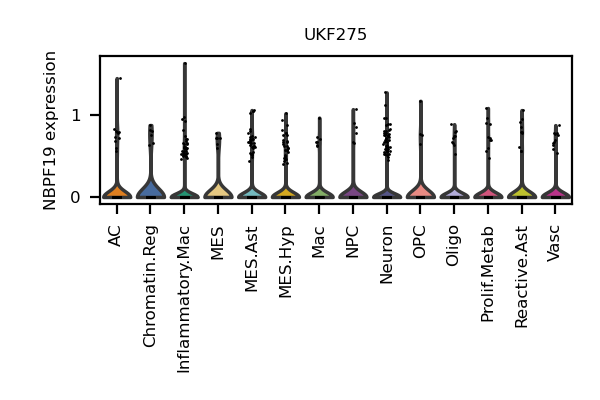 UKF275
NBPF19 expression
1
0
AC
Chromatin.Reg
Inflammatory.Mac
MES
MES.Ast
MES.Hyp
Mac
NPC
Neuron
OPC
Oligo
Prolif.Metab
Reactive.Ast
Vasc